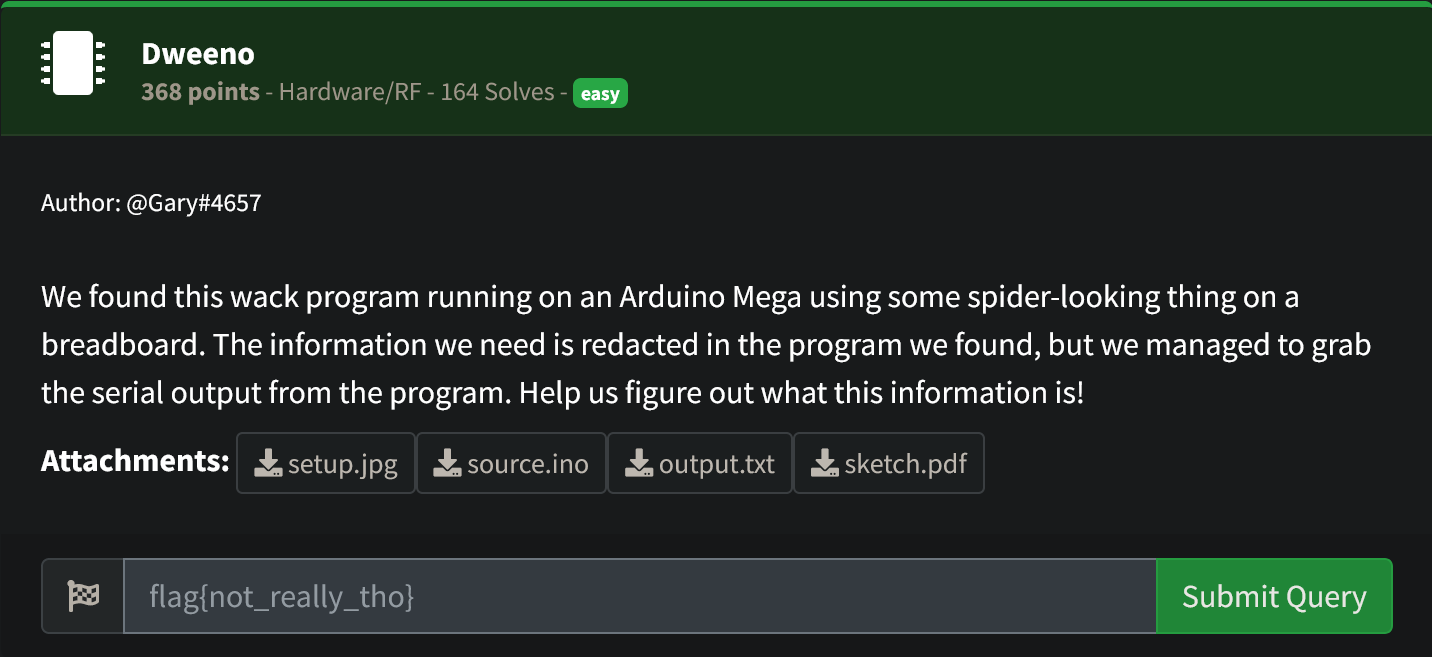 Dweeno
368 points - Hardware/RF - 164 Solves - easy
Author: @Gary#4657
We found this wack program running on an Arduino Mega using some spider-looking thing on a
breadboard. The information we need is redacted in the program we found, but we managed to grab
the serial output from the program. Help us figure out what this information is!
Attachments: setup.jpg source.ino output.txt sketch.pdf
flag{not_really_tho} Submit Query